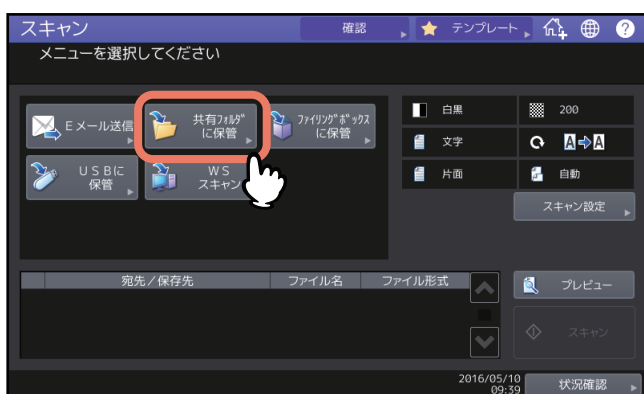 スキャン
確認
テンプレート
メニューを選択してください
Eメール送信
共有ﾌｫﾙﾀﾞ
に保管
ﾌｧｲﾘﾝｸﾞﾎﾞｯｸｽ
に保管
USBに
保管
WS
スキャン
白黒
200
文字
A A
片面
自動
スキャン設定
宛先/保存先
ファイル名
ファイル形式
プレビュー
スキャン
2016/05/10
09:39
状況確認